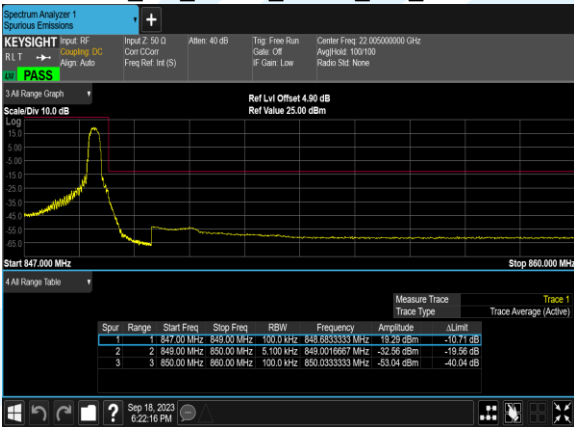 Spectrum Analyzer 1
Spurious Emissions
+
KEYSIGHT Input: RF Input Z: 50 Ω Atten: 40 dB Trig: Free Run Center Freq: 22.005000000 GHz
RLT Coupling: DC Corr CCorr Gate: Off Avg|Hold: 100/100
Align: Auto Freq Ref: Int (S) IF Gain: Low Radio Std: None
PASS
3 All Range Graph
Ref Lvl Offset 4.90 dB
Scale/Div 10.0 dB Ref Value 25.00 dBm
Log
15.0
5.00
-5.00
-15.0
-25.0
-35.0
-45.0
-55.0
-65.0
Start 847.000 MHz Stop 860.000 MHz
4 All Range Table
Measure Trace Trace 1
Trace Type Trace Average (Active)
Spur Range Start Freq Stop Freq RBW Frequency Amplitude ΔLimit
1 1 847.00 MHz 849.00 MHz 100.0 kHz 848.6833333 MHz 19.29 dBm -10.71 dB
2 2 849.00 MHz 850.00 MHz 5.100 kHz 849.0016667 MHz -32.56 dBm -19.56 dB
3 3 850.00 MHz 860.00 MHz 100.0 kHz 850.0333333 MHz -53.04 dBm -40.04 dB
? Sep 18, 2023
6:22:16 PM